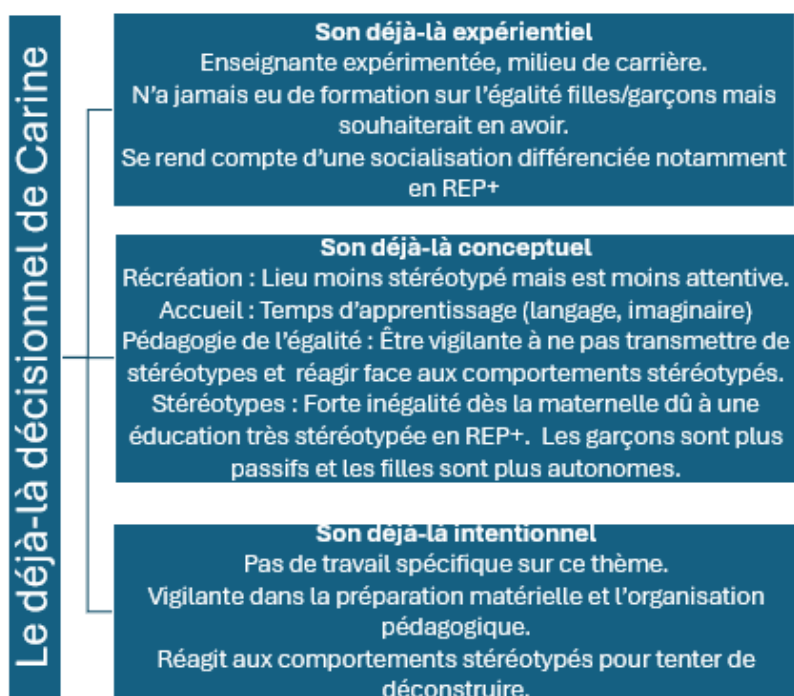 Le déjà-là décisionnel de Carine
Son déjà-là expérientiel
Enseignante expérimentée, milieu de carrière.
N'a jamais eu de formation sur l'égalité filles/garçons mais
souhaiterait en avoir.
Se rend compte d'une socialisation différenciée notamment
en REP+
Son déjà-là conceptuel
Récréation : Lieu moins stéréotypé mais est moins attentive.
Accueil : Temps d'apprentissage (langage, imaginaire)
Pédagogie de l'égalité : Être vigilante à ne pas transmettre de
stéréotypes et réagir face aux comportements stéréotypés.
Stéréotypes : Forte inégalité dès la maternelle dû à une
éducation très stéréotypée en REP+. Les garçons sont plus
passifs et les filles sont plus autonomes.
Son déjà-là intentionnel
Pas de travail spécifique sur ce thème.
Vigilante dans la préparation matérielle et l'organisation
pédagogique.
Réagit aux comportements stéréotypés pour tenter de
déconstruire.